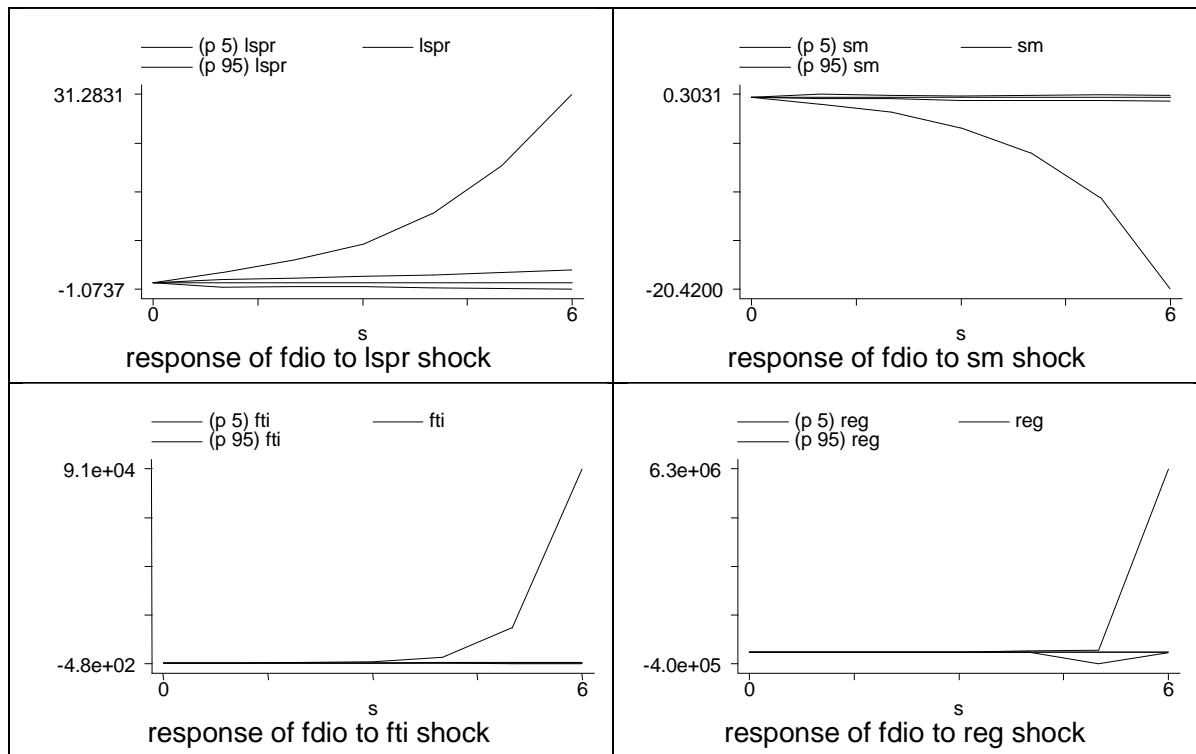 (p 5) lspr lspr
(p 95) lspr
31.2831
-1.0737
0 6
s
response of fdio to lspr shock
(p 5) sm sm
(p 95) sm
0.3031
-20.4200
0 6
s
response of fdio to sm shock
(p 5) fti fti
(p 95) fti
9.1e+04
-4.8e+02
0 6
s
response of fdio to fti shock
(p 5) reg reg
(p 95) reg
6.3e+06
-4.0e+05
0 6
s
response of fdio to reg shock